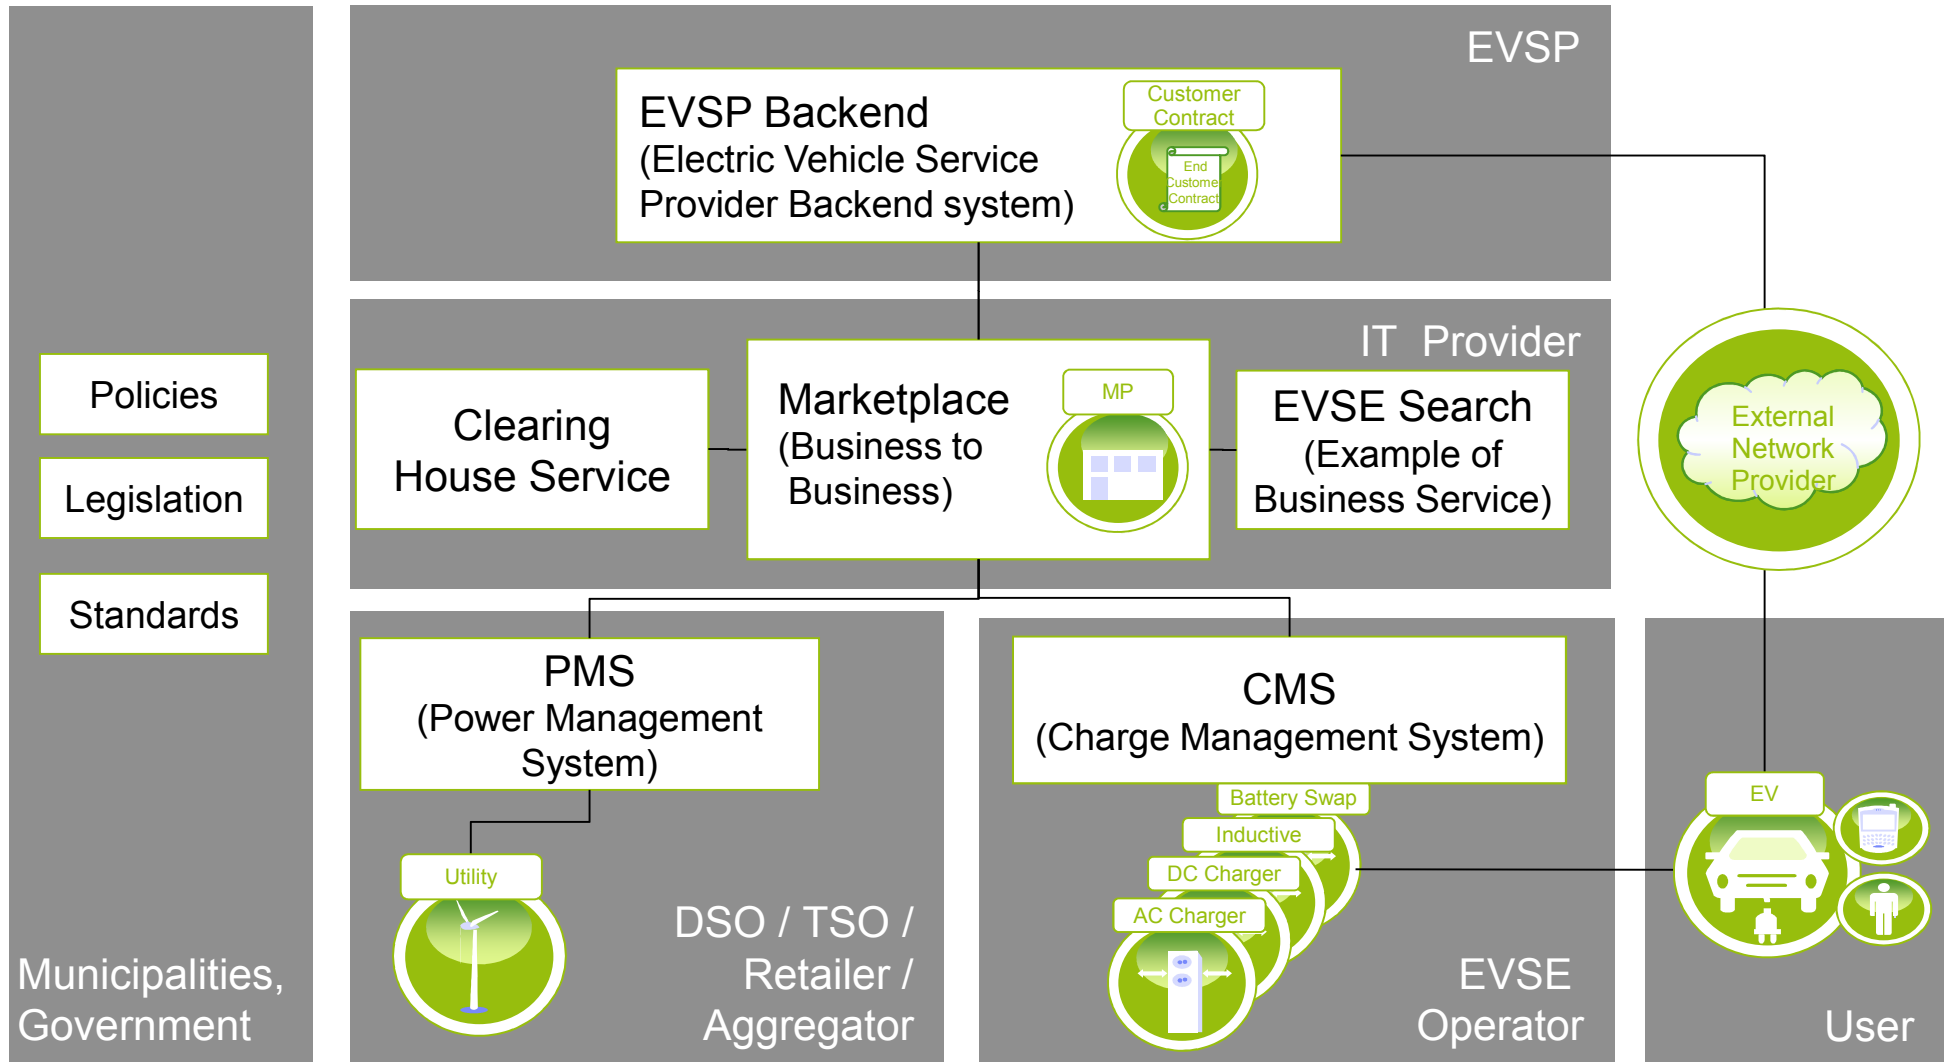 EVSP
EVSP Backend
(Electric Vehicle Service
Provider Backend system)
Customer
Contract
End
Customer
Contract
IT Provider
Policies
Legislation
Standards
Municipalities,
Government
Clearing
House Service
Marketplace
(Business to
Business)
MP
EVSE Search
(Example of
Business Service)
External
Network
Provider
PMS
(Power Management
System)
Utility
DSO / TSO /
Retailer /
Aggregator
CMS
(Charge Management System)
Battery Swap
Inductive
DC Charger
AC Charger
EVSE
Operator
EV
User